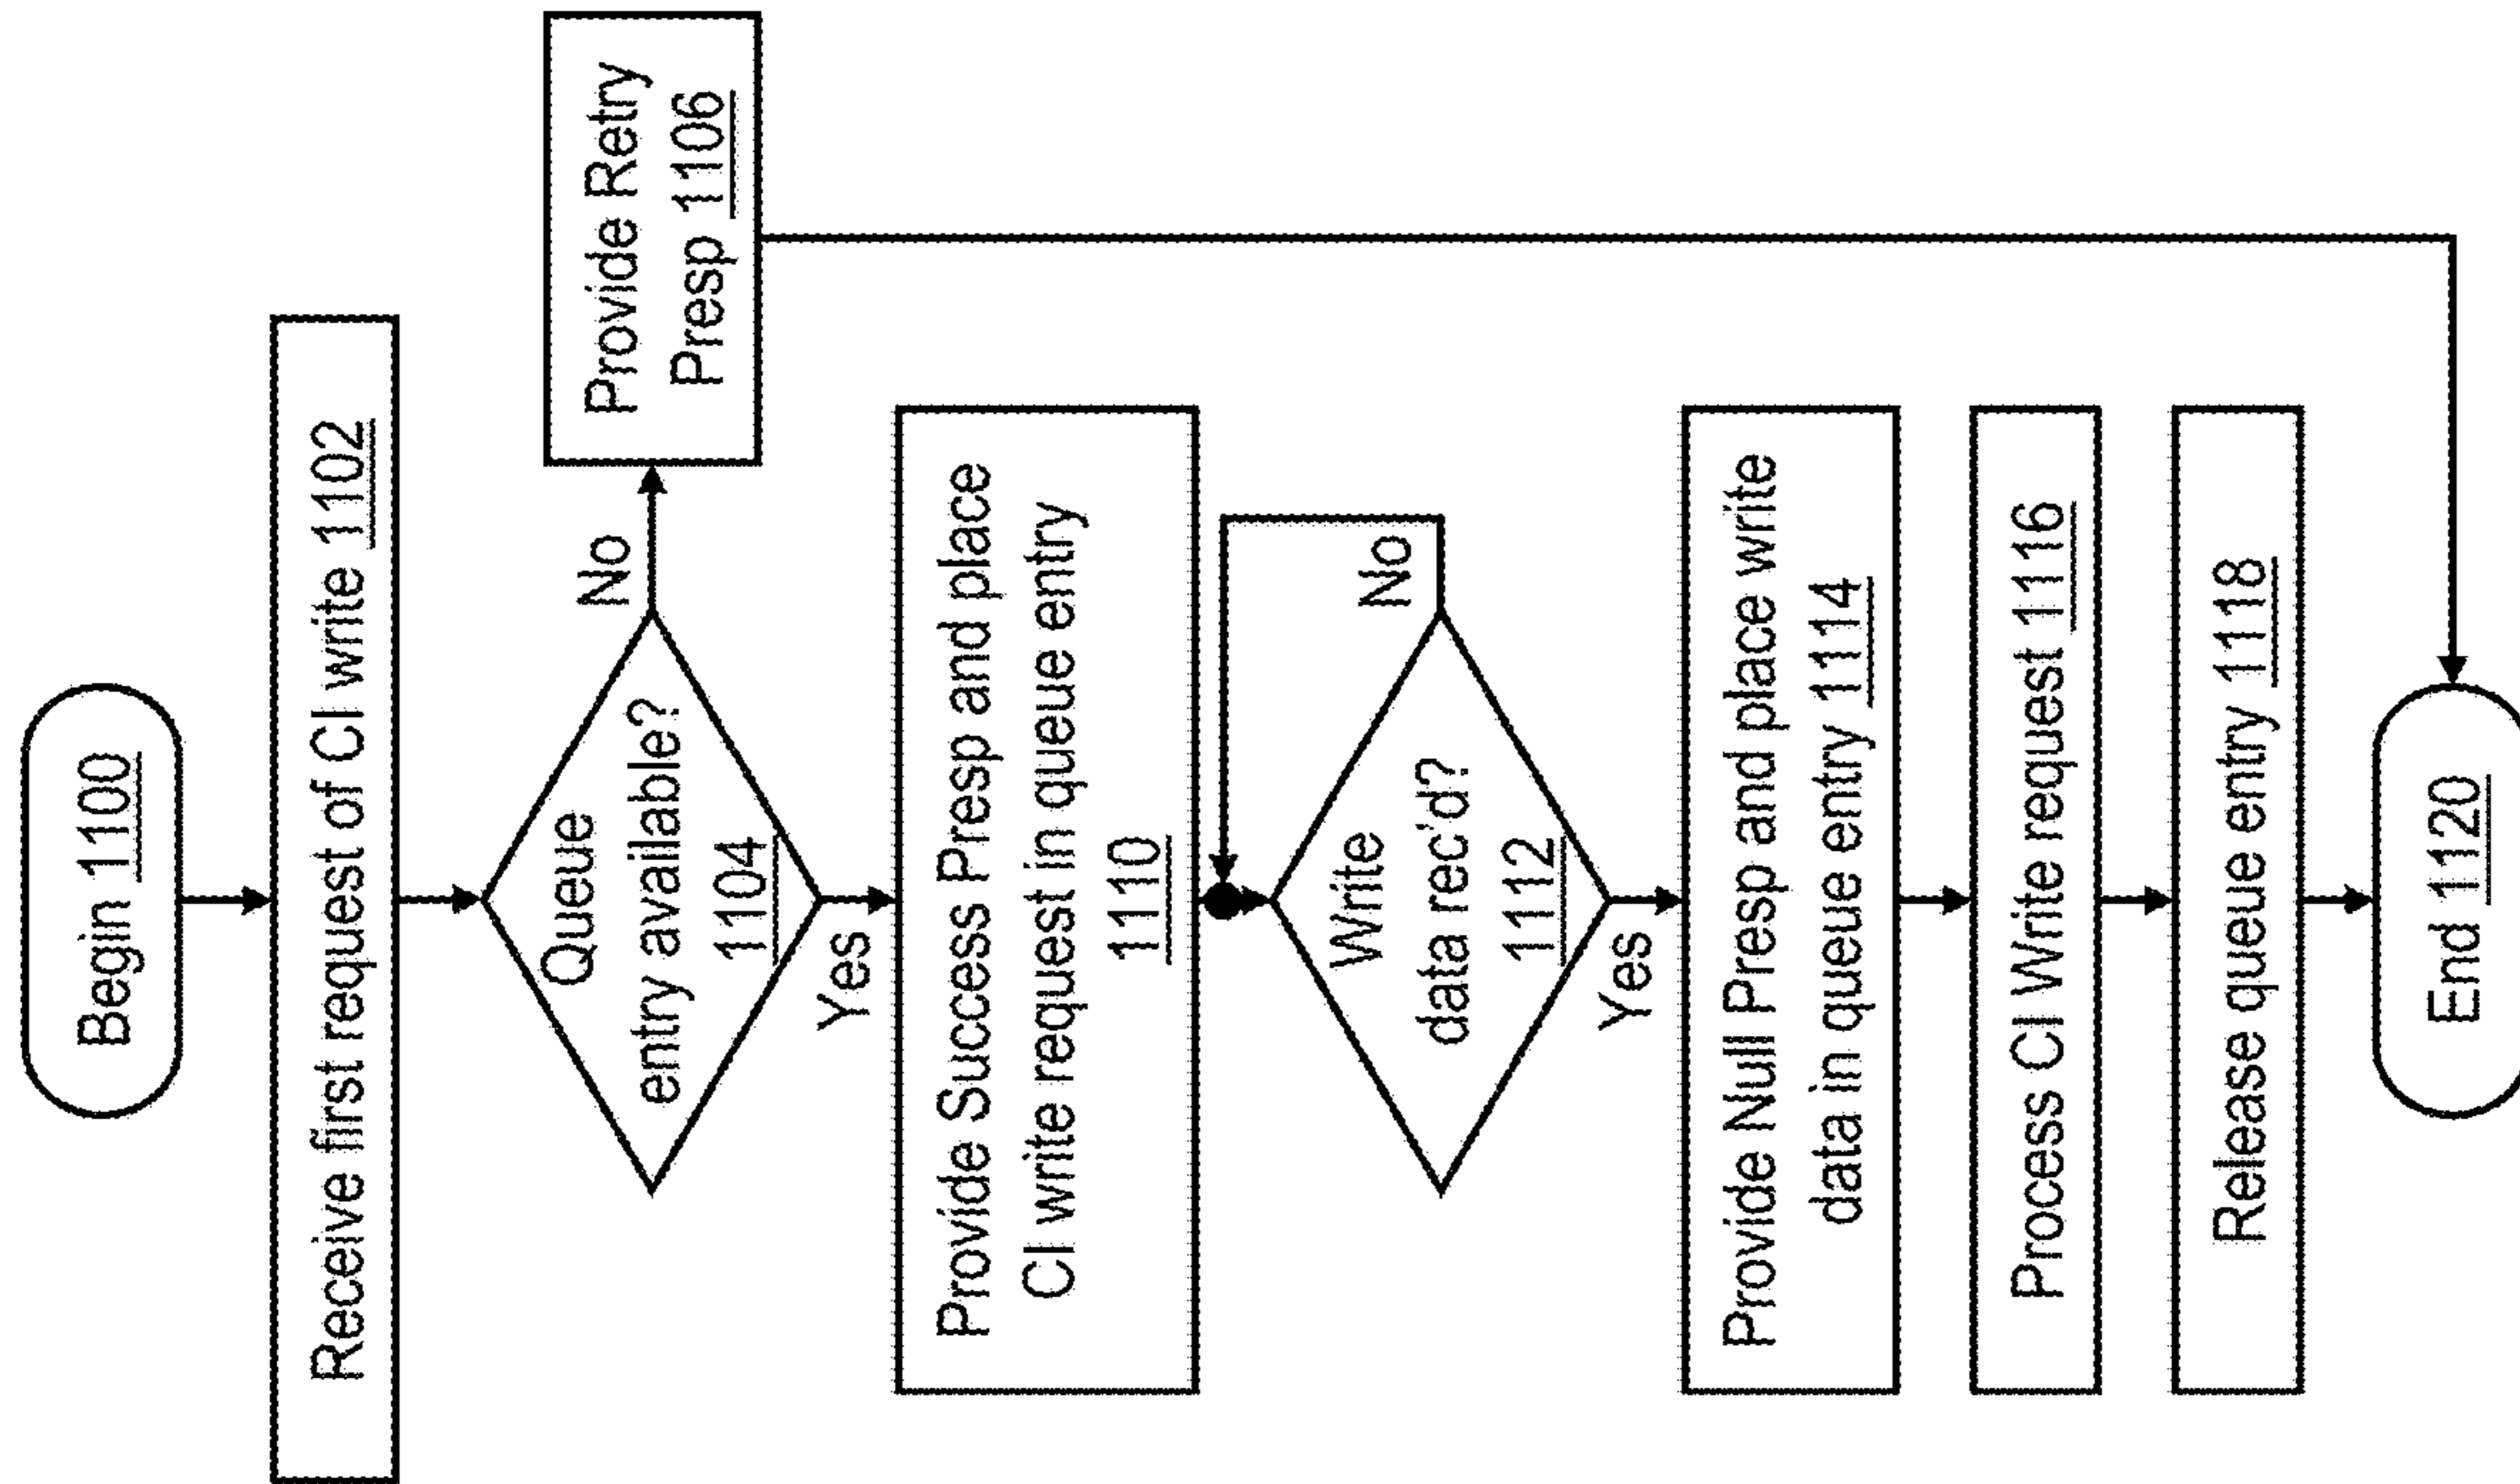 Begin 1100
Receive first request of CI write 1102
Queue
entry available?
1104
No
Provide Retry
Presp 1106
Yes
Provide Success Presp and place
CI write request in queue entry
1110
Write
data rec'd?
1112
No
Yes
Provide Null Presp and place write
data in queue entry 1114
Process CI Write request 1116
Release queue entry 1118
End 1120